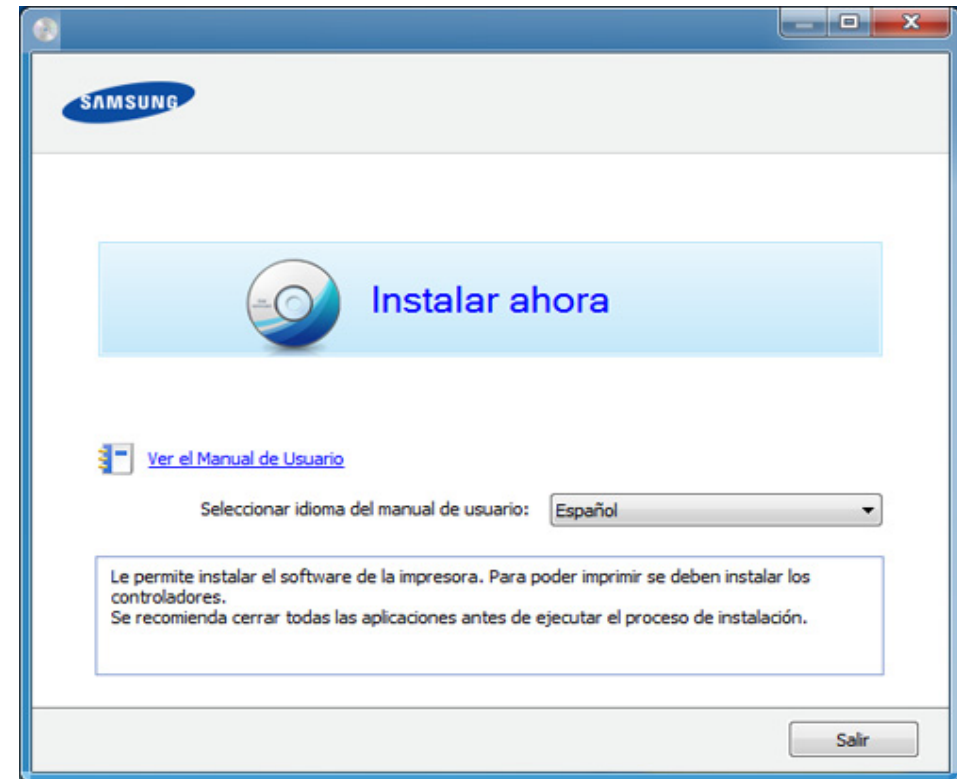 SAMSUNG
Instalar ahora
Ver el Manual de Usuario
Seleccionar idioma del manual de usuario: Español
Le permite instalar el software de la impresora. Para poder imprimir se deben instalar los
controladores.
Se recomienda cerrar todas las aplicaciones antes de ejecutar el proceso de instalación.
Salir